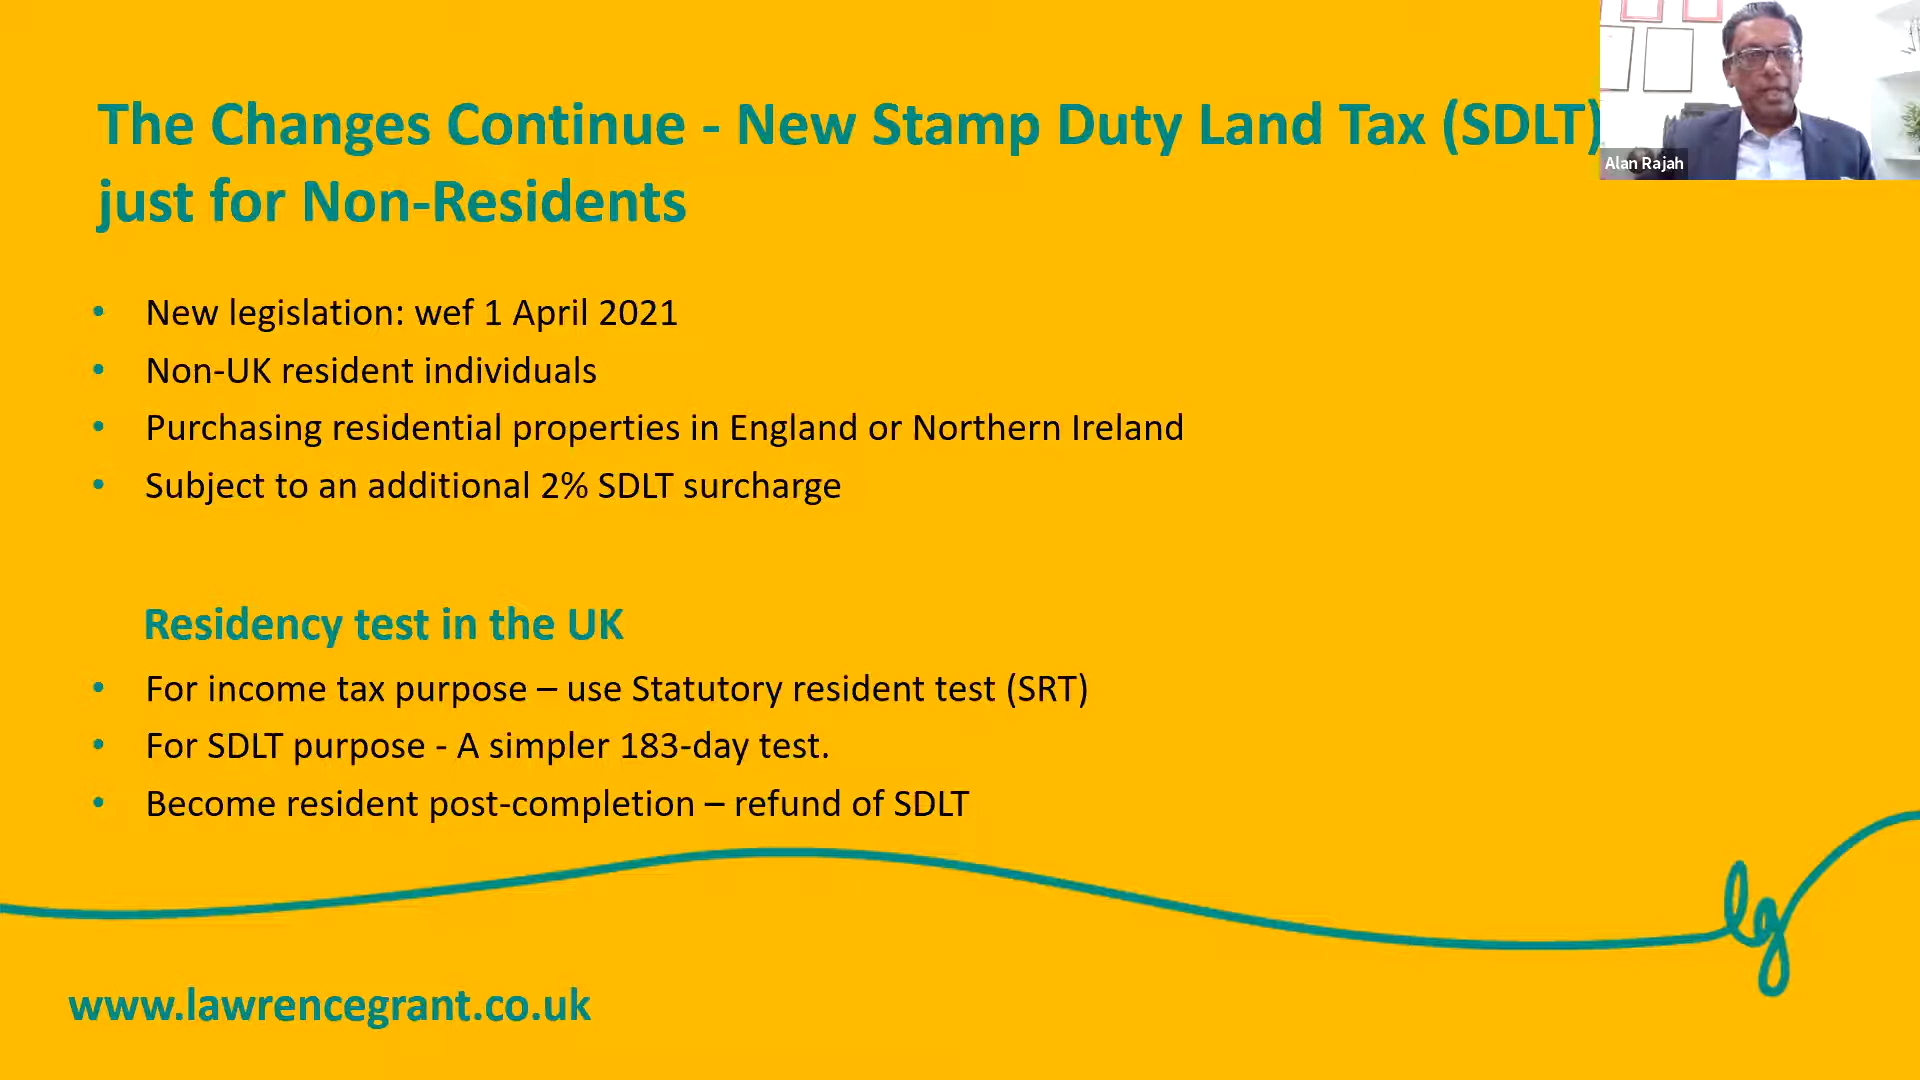 The Changes Continue - New Stamp Duty Land Tax (SDLT)
just for Non-Residents
Alan Rajah
• New legislation: wef 1 April 2021
• Non-UK resident individuals
• Purchasing residential properties in England or Northern Ireland
• Subject to an additional 2% SDLT surcharge
Residency test in the UK
• For income tax purpose – use Statutory resident test (SRT)
• For SDLT purpose - A simpler 183-day test.
• Become resident post-completion – refund of SDLT
lg
www.lawrencegrant.co.uk